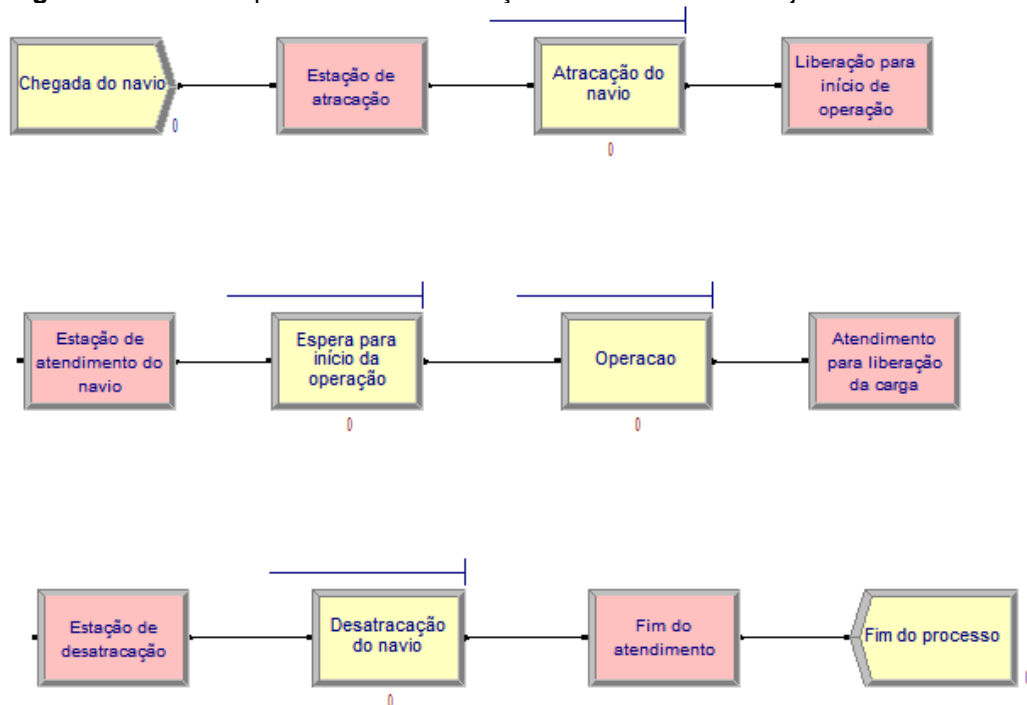 Chegada do navio
0
Estação de
atracação
Atracação do
navio
0
Liberação para
início de
operação
Estação de
atendimento do
navio
Espera para
início da
operação
0
Operacao
0
Atendimento
para liberação
da carga
Estação de
desatracação
Desatracação
do navio
0
Fim do
atendimento
Fim do processo